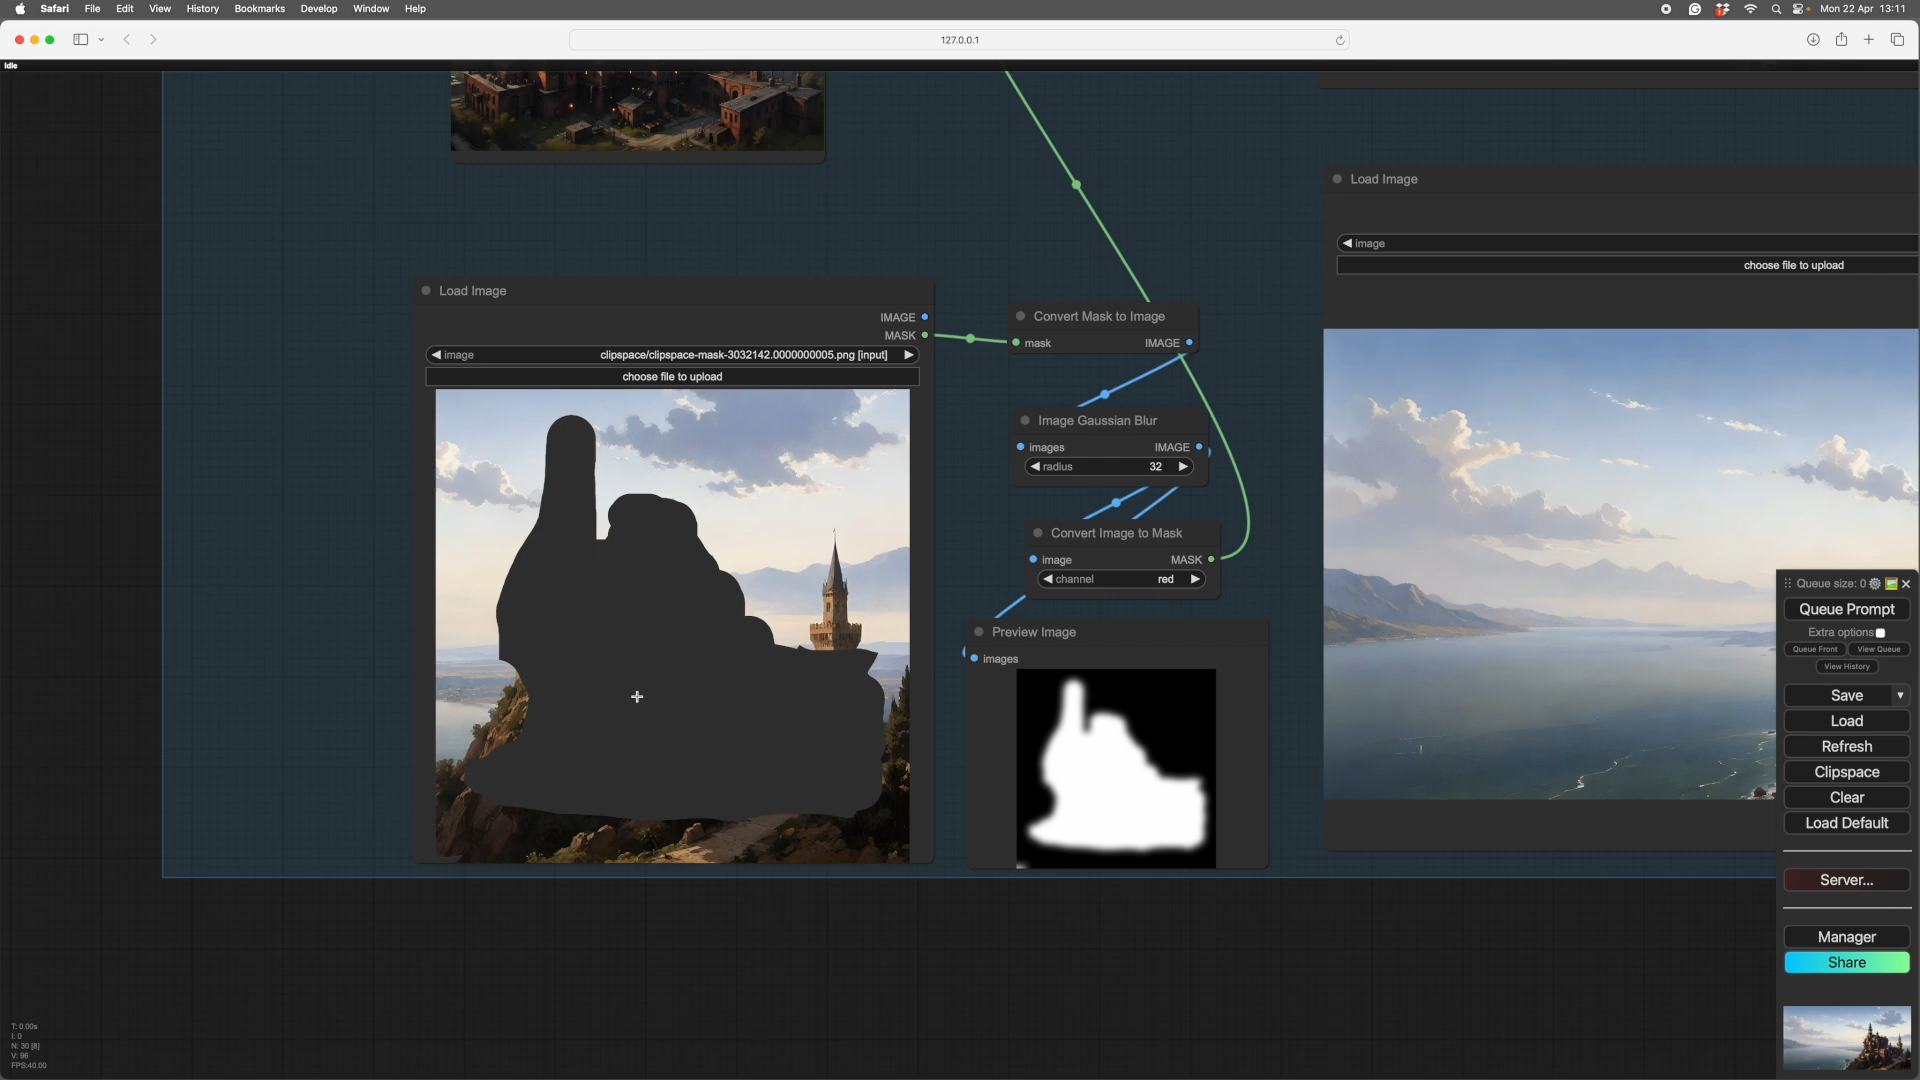 Safari File Edit View History Bookmarks Develop Window Help Mon 22 Apr 13:11
127.0.0.1
Idle
Load Image
image
choose file to upload
Load Image
IMAGE
MASK
image clipspace/clipspace-mask-3032142.0000000005.png [input]
choose file to upload
Convert Mask to Image
mask IMAGE
Image Gaussian Blur
images IMAGE
radius 32
Convert Image to Mask
image MASK
channel red
Preview Image
images
Queue size: 0
Queue Prompt
Extra options
Queue Front View Queue
View History
Save
Load
Refresh
Clipspace
Clear
Load Default
Server...
Manager
Share
T: 0.00s
I: 0
N: 30 [8]
V: 96
FPS:40.00